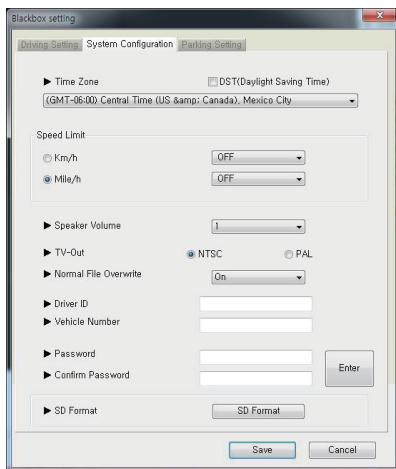 Blackbox setting
Driving Setting System Configuration Parking Setting
▶ Time Zone DST(Daylight Saving Time)
(GMT-06:00) Central Time (US &amp; Canada), Mexico City
Speed Limit
Km/h OFF
Mile/h OFF
▶ Speaker Volume 1
▶ TV-Out NTSC PAL
▶ Normal File Overwrite On
▶ Driver ID
▶ Vehicle Number
▶ Password
▶ Confirm Password Enter
▶ SD Format SD Format
Save Cancel